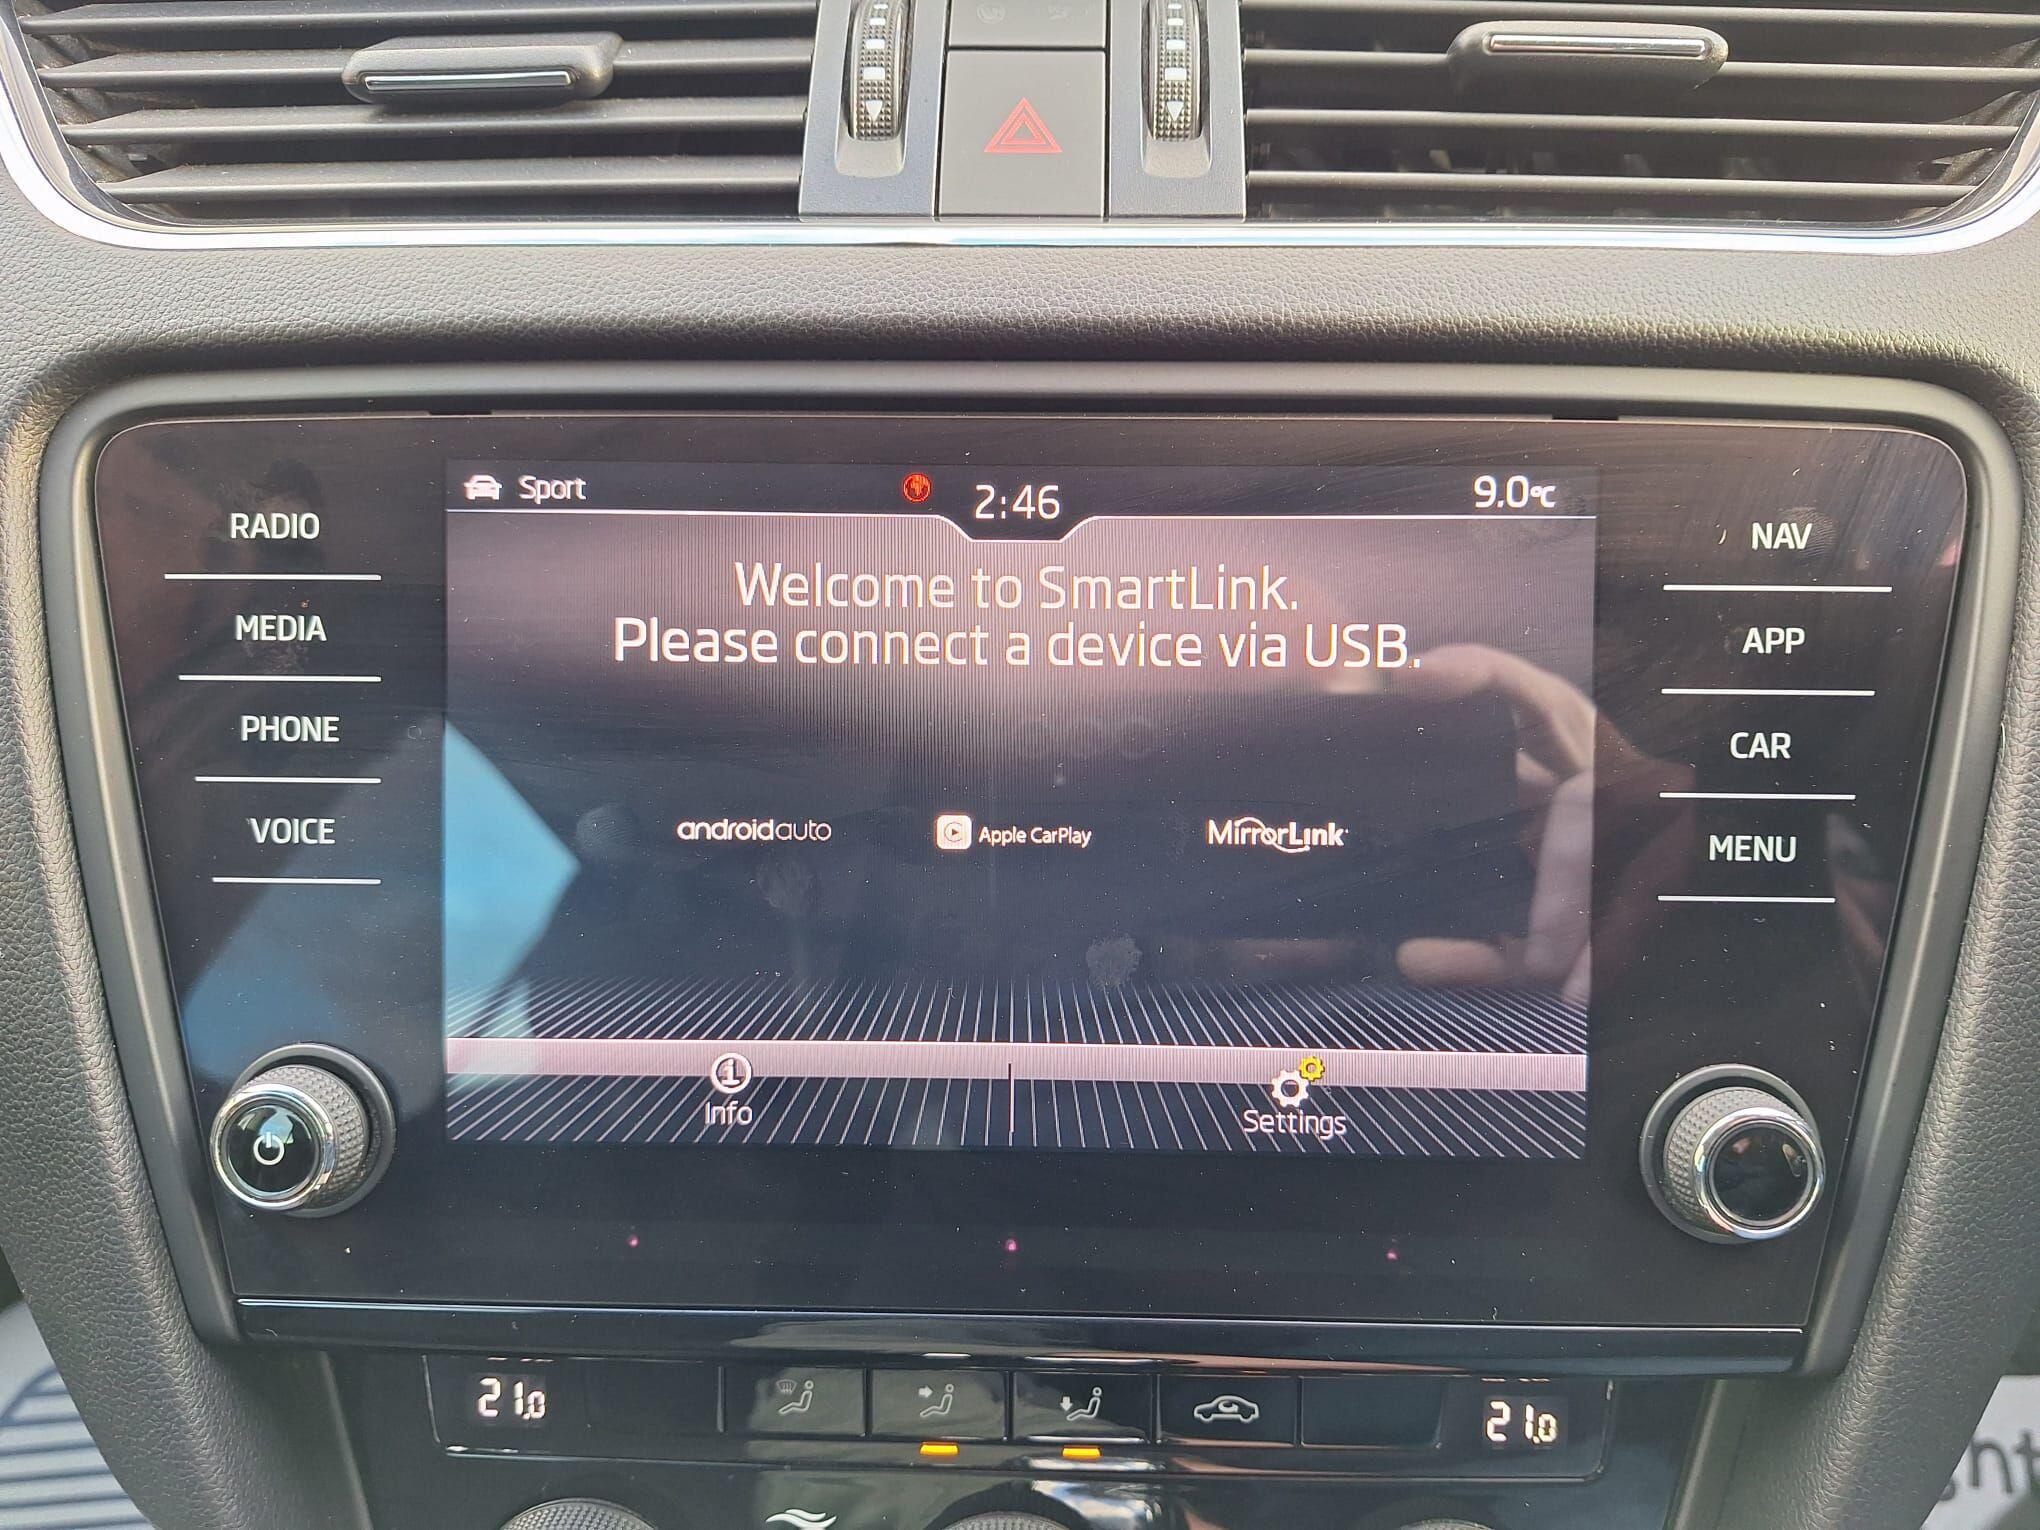 Sport
2:46
9.0°C
RADIO
MEDIA
PHONE
VOICE
Welcome to SmartLink.
Please connect a device via USB.
androidauto
Apple CarPlay
MirrorLink
Info
Settings
NAV
APP
CAR
MENU
21.0
21.0